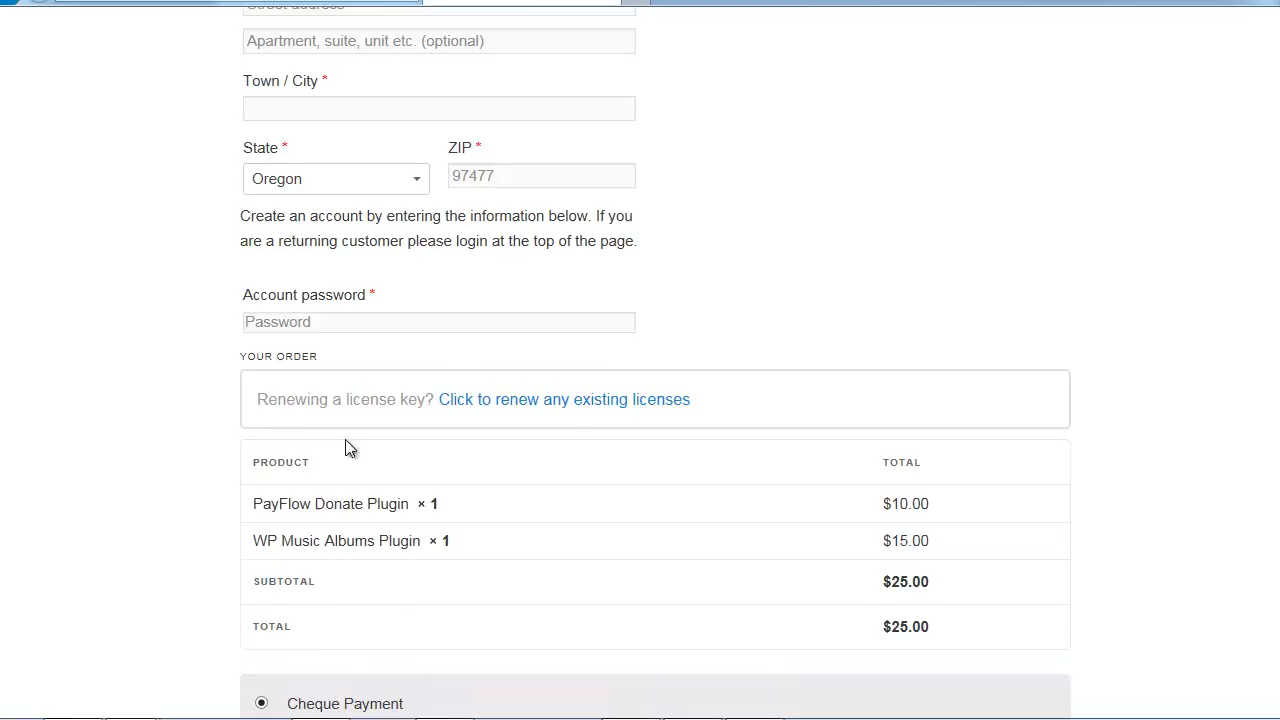 Street address
Apartment, suite, unit etc. (optional)
Town / City *
State * ZIP *
Oregon 97477
Create an account by entering the information below. If you
are a returning customer please login at the top of the page.
Account password *
Password
YOUR ORDER
Renewing a license key? Click to renew any existing licenses
PRODUCT TOTAL
PayFlow Donate Plugin × 1 $10.00
WP Music Albums Plugin × 1 $15.00
SUBTOTAL $25.00
TOTAL $25.00
Cheque Payment